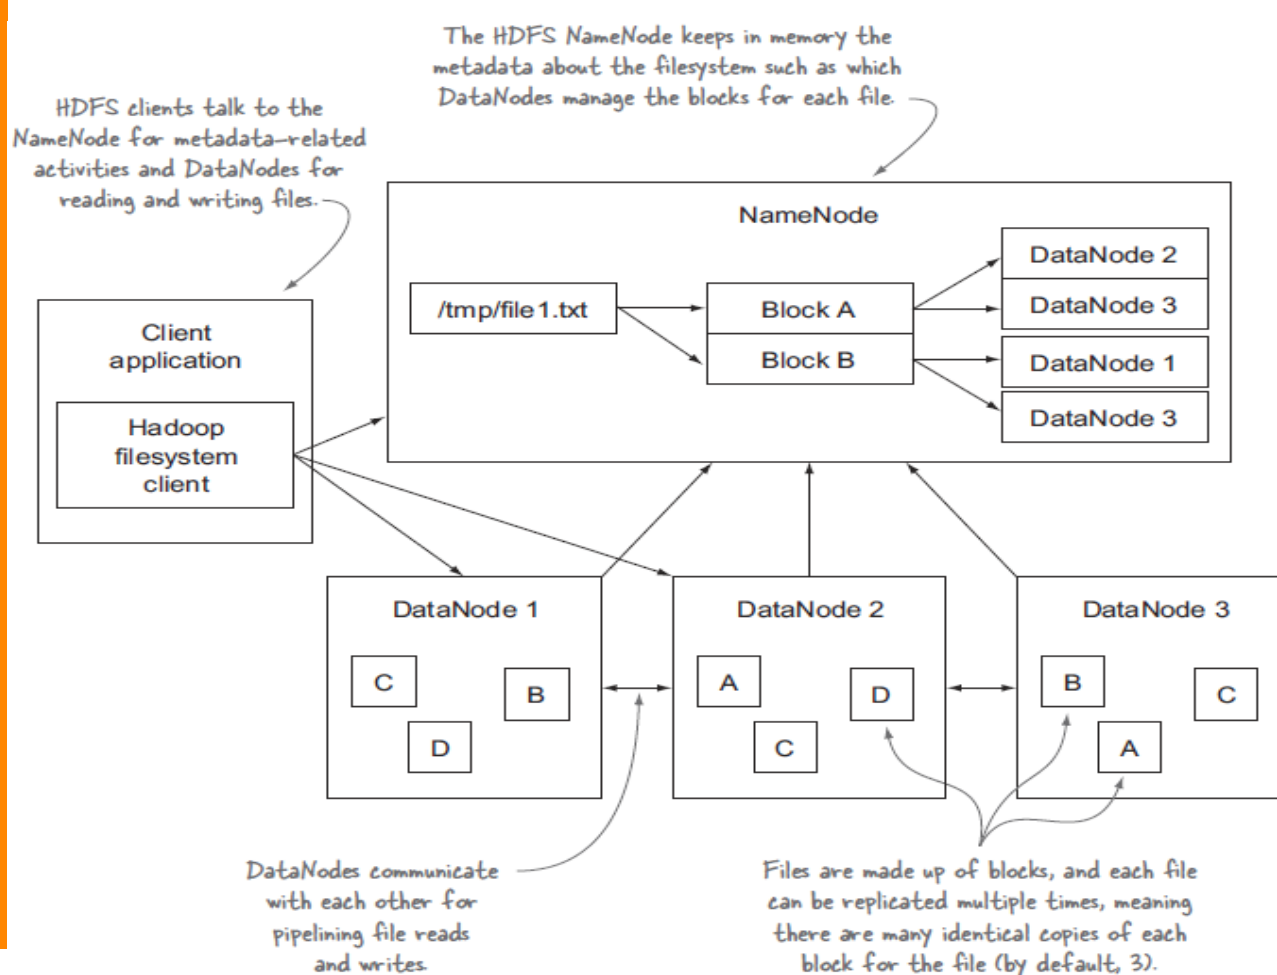 The HDFS NameNode keeps in memory the
metadata about the filesystem such as which
DataNodes manage the blocks for each file.
HDFS clients talk to the
NameNode for metadata-related
activities and DataNodes for
reading and writing files.
NameNode
/tmp/file1.txt
Block A
Block B
DataNode 2
DataNode 3
DataNode 1
DataNode 3
Client
application
Hadoop
filesystem
client
DataNode 1
C
B
D
DataNode 2
A
D
C
DataNode 3
B
C
A
DataNodes communicate
with each other for
pipelining file reads
and writes.
Files are made up of blocks, and each file
can be replicated multiple times, meaning
there are many identical copies of each
block for the file (by default, 3).